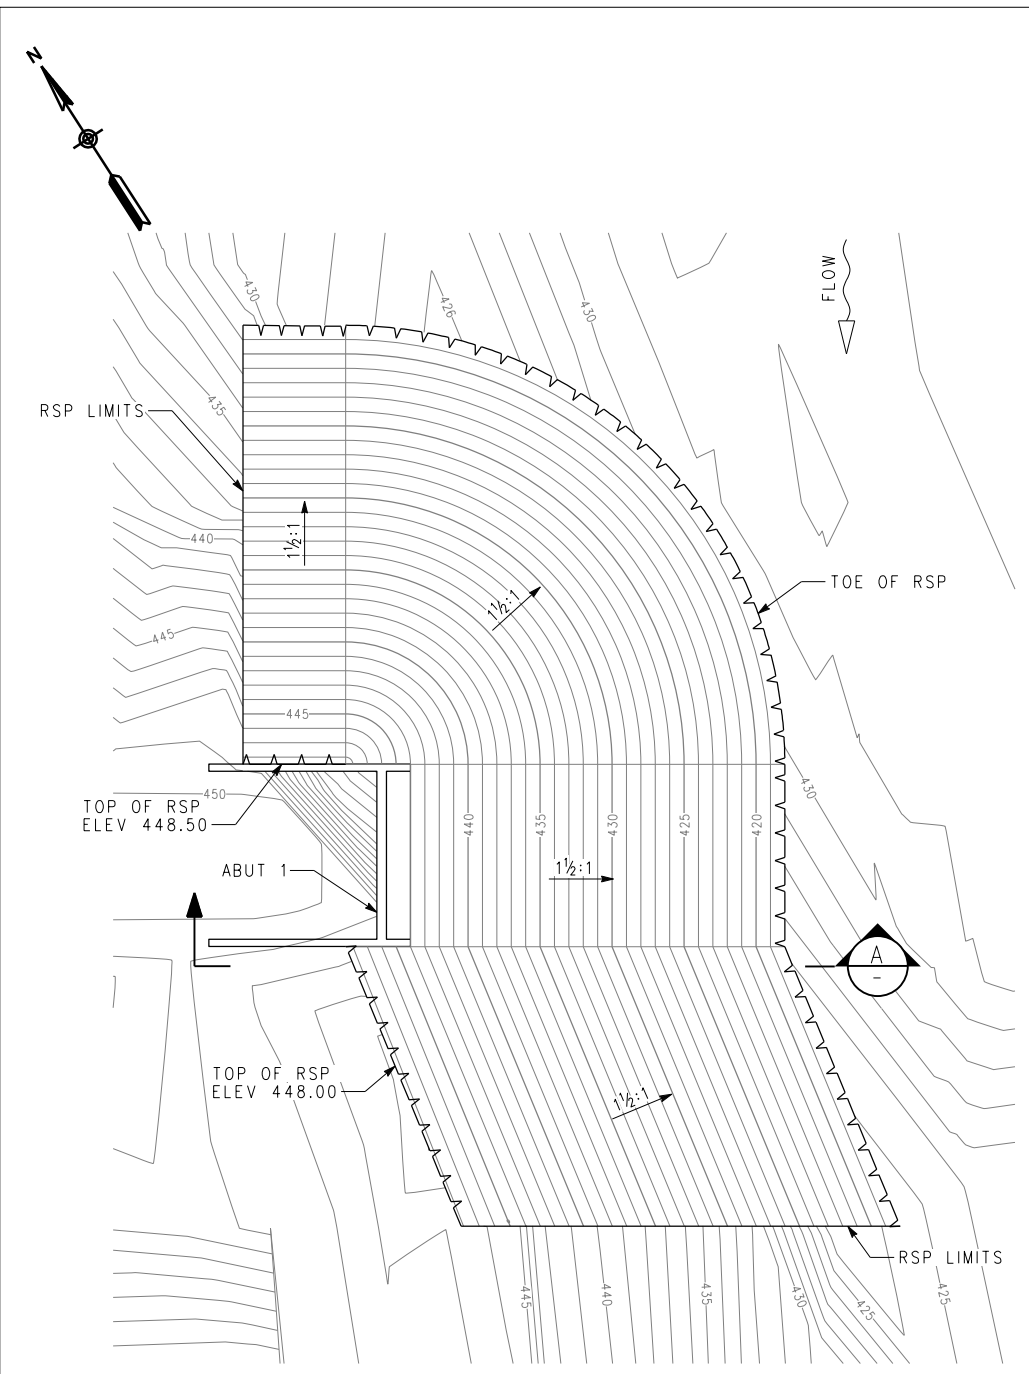 N
FLOW
430
426
430
435
RSP LIMITS
440
1½:1
1½:1
TOE OF RSP
445
445
450
TOP OF RSP
ELEV 448.50
440
435
430
425
420
430
1½:1
ABUT 1
A
-
TOP OF RSP
ELEV 448.00
1½:1
RSP LIMITS
445
440
435
430
425
425